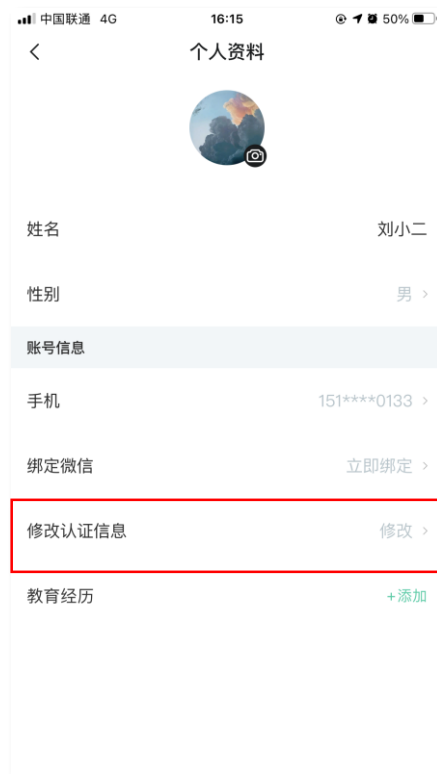 中国联通 4G 16:15 50%
个人资料
姓名 刘小二
性别 男
账号信息
手机 151****0133
绑定微信 立即绑定
修改认证信息 修改
教育经历 +添加